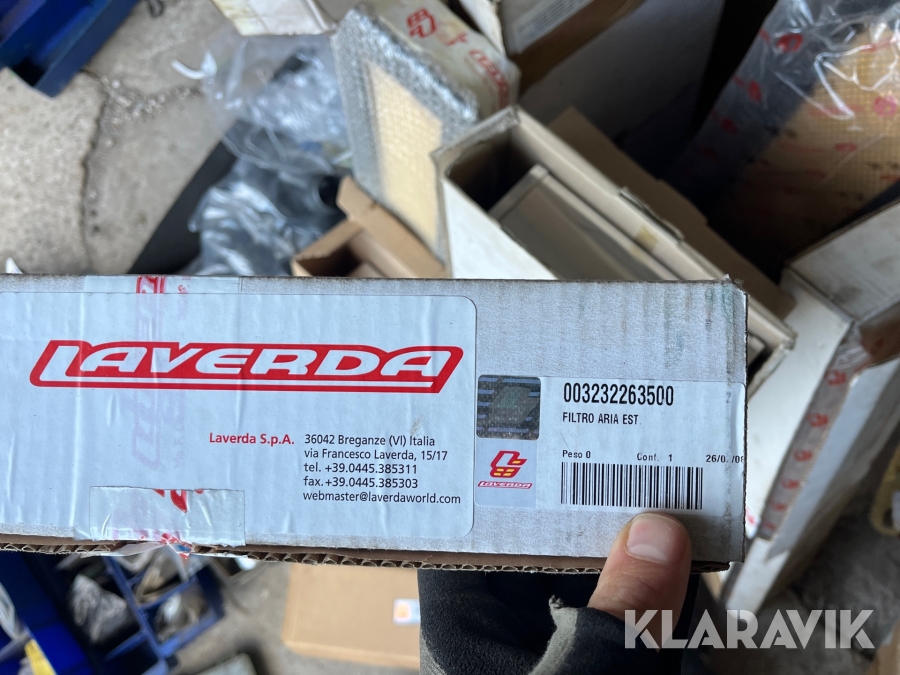 LAVERDA
Laverda S.p.A.
36042 Breganze (VI) Italia
via Francesco Laverda, 15/17
tel. +39.0445.385311
fax.+39.0445.385303
webmaster@laverdaworld.com
003232263500
FILTRO ARIA EST
Peso 0 Conf. 1
LAVERDA
KLARAVIK